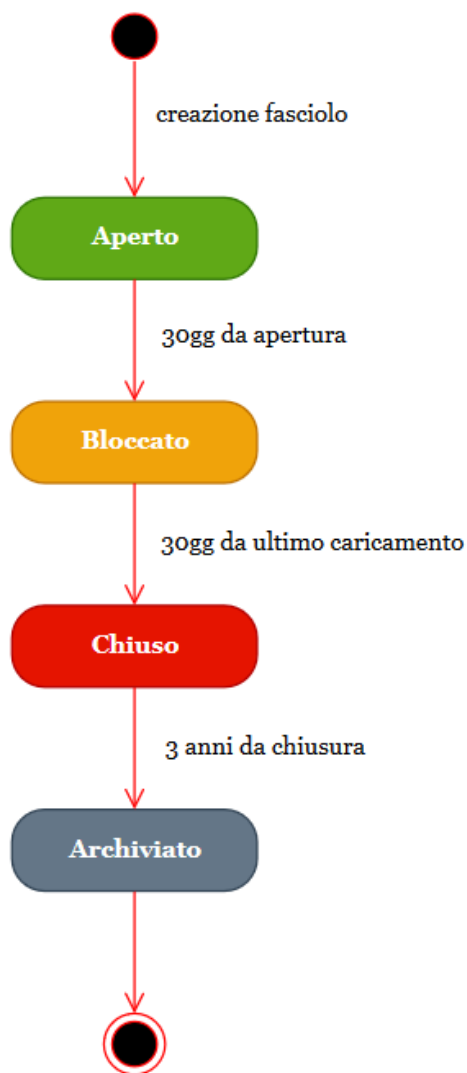 creazione fasciolo
Aperto
30gg da apertura
Bloccato
30gg da ultimo caricamento
Chiuso
3 anni da chiusura
Archiviato